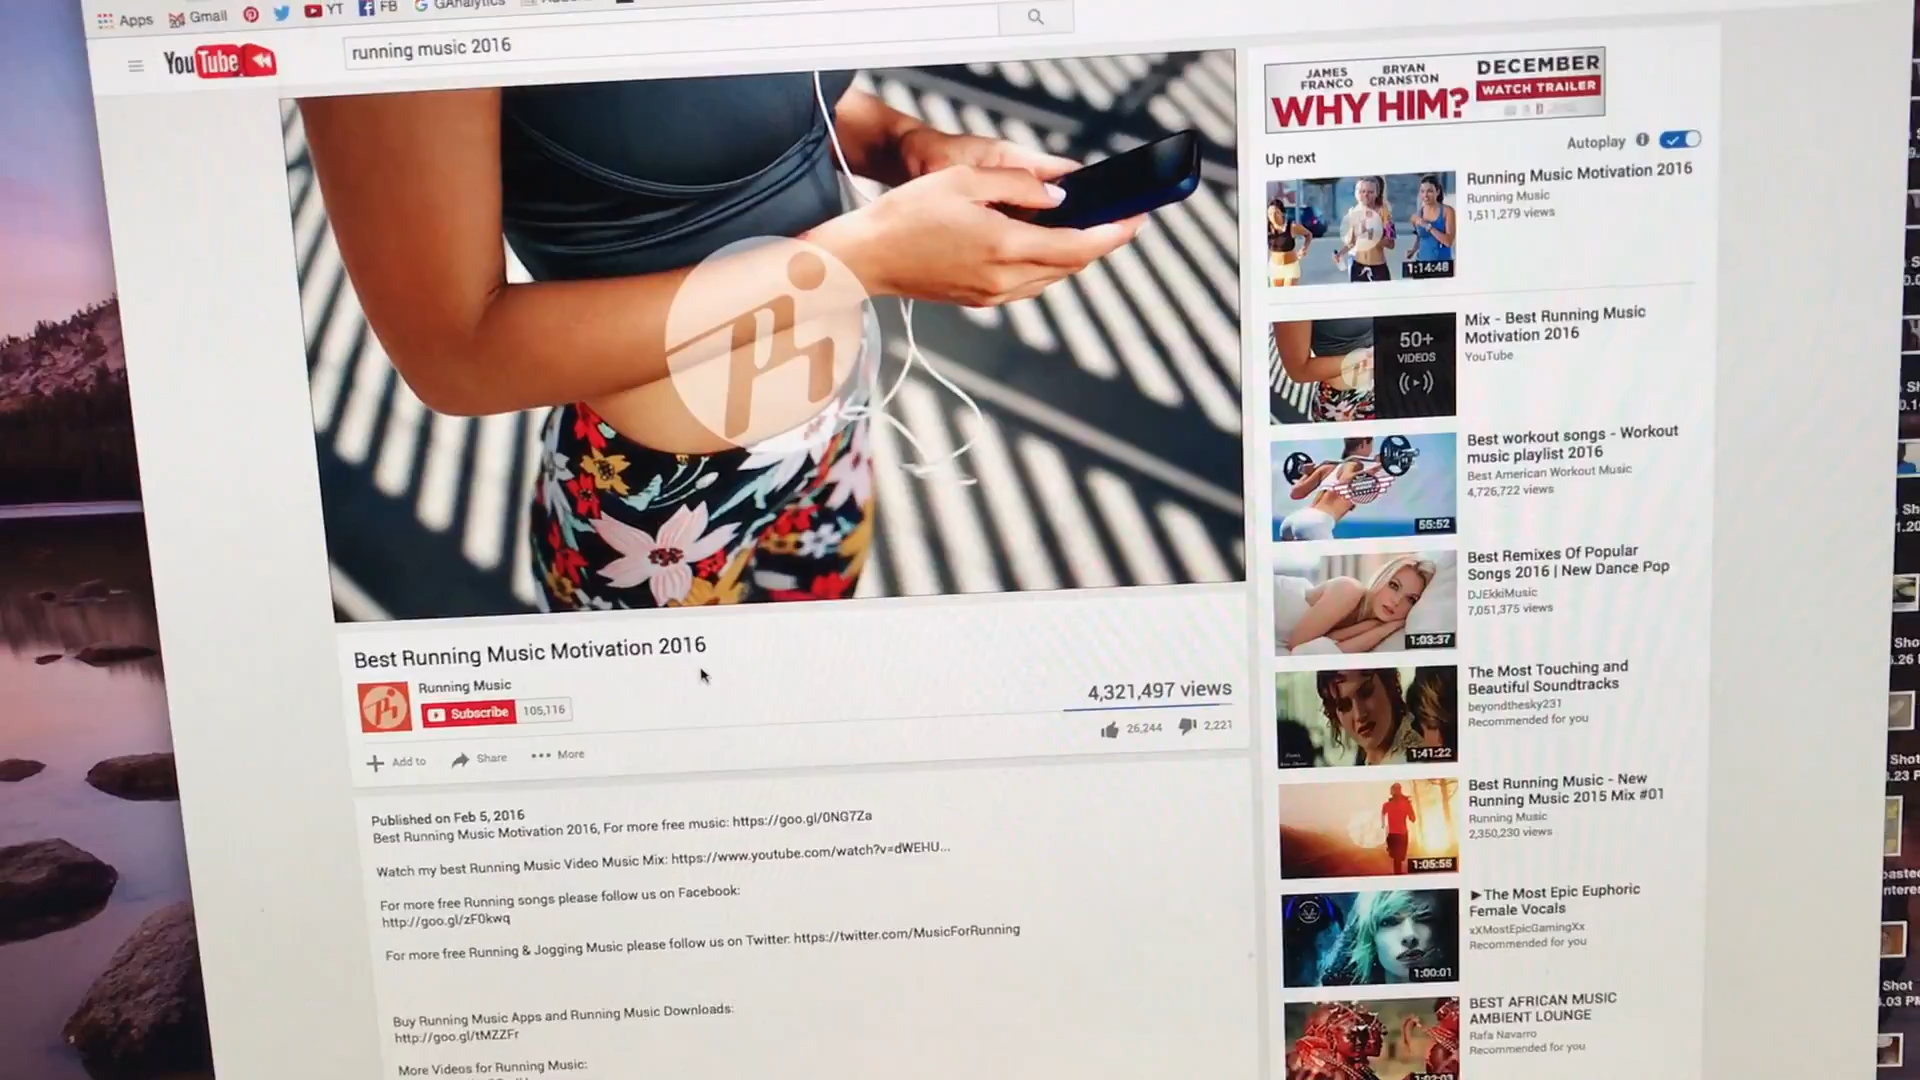 Apps Gmail YT FB GAnalytics
YouTube
running music 2016
JAMES FRANCO BRYAN CRANSTON
WHY HIM?
DECEMBER
WATCH TRAILER
Autoplay
Up next
Running Music Motivation 2016
Running Music
1,511,279 views
1:14:48
Mix - Best Running Music
Motivation 2016
YouTube
50+
VIDEOS
Best workout songs - Workout
music playlist 2016
Best American Workout Music
4,726,722 views
55:52
Best Remixes Of Popular
Songs 2016 | New Dance Pop
DJEkkiMusic
7,051,375 views
1:03:37
The Most Touching and
Beautiful Soundtracks
beyondthesky231
Recommended for you
1:41:22
Best Running Music - New
Running Music 2015 Mix #01
Running Music
2,350,230 views
1:05:55
►The Most Epic Euphoric
Female Vocals
xXMostEpicGamingXx
Recommended for you
1:00:01
BEST AFRICAN MUSIC
AMBIENT LOUNGE
Rafa Navarro
Recommended for you
1:02:03
Best Running Music Motivation 2016
Running Music
Subscribe 105,116
4,321,497 views
26,244 2,221
Add to Share More
Published on Feb 5, 2016
Best Running Music Motivation 2016, For more free music: https://goo.gl/0NG7Za
Watch my best Running Music Video Music Mix: https://www.youtube.com/watch?v=dWEHU...
For more free Running songs please follow us on Facebook:
http://goo.gl/zF0kwq
For more free Running & Jogging Music please follow us on Twitter: https://twitter.com/MusicForRunning
Buy Running Music Apps and Running Music Downloads:
http://goo.gl/tMZZFr
More Videos for Running Music:
Shot